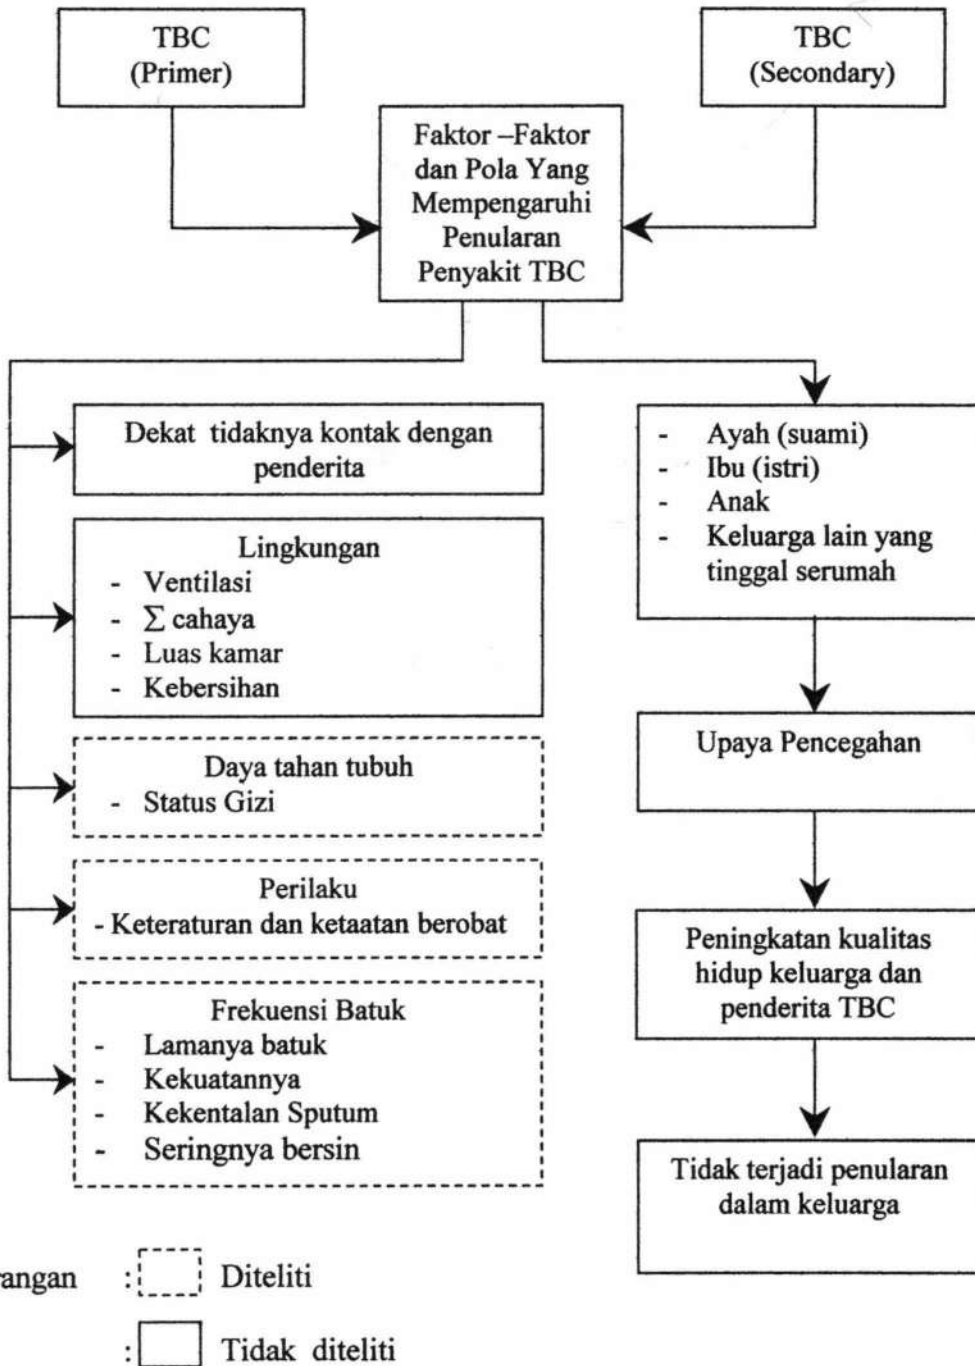 TBC
(Primer)
TBC
(Secondary)
Faktor –Faktor
dan Pola Yang
Mempengaruhi
Penularan
Penyakit TBC
Dekat tidaknya kontak dengan
penderita
Lingkungan
- Ventilasi
- ∑ cahaya
- Luas kamar
- Kebersihan
Daya tahan tubuh
- Status Gizi
Perilaku
- Keteraturan dan ketaatan berobat
Frekuensi Batuk
- Lamanya batuk
- Kekuatannya
- Kekentalan Sputum
- Seringnya bersin
- Ayah (suami)
- Ibu (istri)
- Anak
- Keluarga lain yang
tinggal serumah
Upaya Pencegahan
Peningkatan kualitas
hidup keluarga dan
penderita TBC
Tidak terjadi penularan
dalam keluarga
rangan : Diteliti
: Tidak diteliti